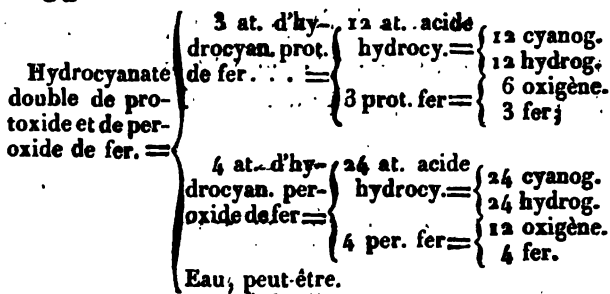 Hydrocyanate double de pro-
toxide et de per-
oxide de fer. =
3 at. d'hy-
drocyan. prot.
de fer. . . . =
12 at. acide
hydrocy. =
12 cyanog.
12 hydrog.
3 prot. fer =
6 oxigène.
3 fer;
4 at. d'hy-
drocyan. per-
oxide de fer =
24 at. acide
hydrocy. =
24 cyanog.
24 hydrog.
4 per. fer =
12 oxigène.
4 fer.
Eau, peut-être.